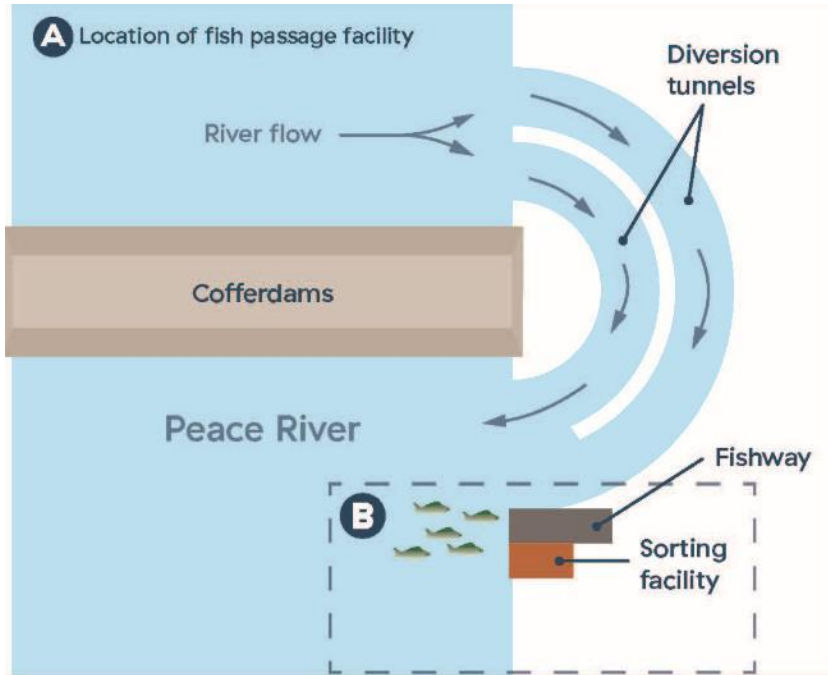 A Location of fish passage facility
Diversion
tunnels
River flow
Cofferdams
Peace River
Fishway
B
Sorting
facility